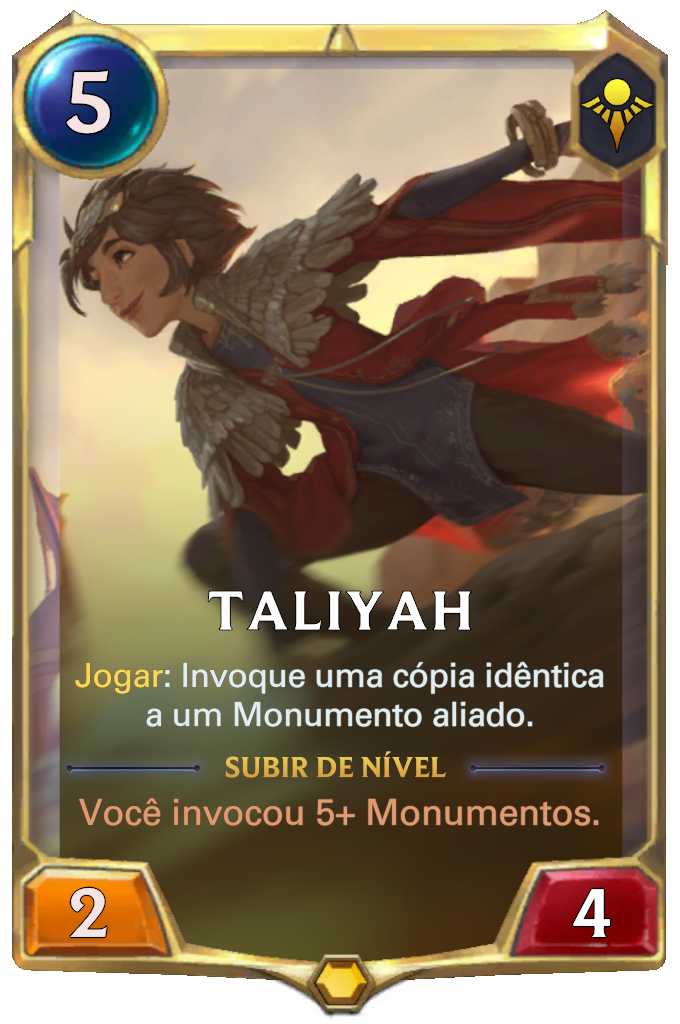 5
TALIYAH
Jogar: Invoque uma cópia idêntica
a um Monumento aliado.
SUBIR DE NÍVEL
Você invocou 5+ Monumentos.
2
4